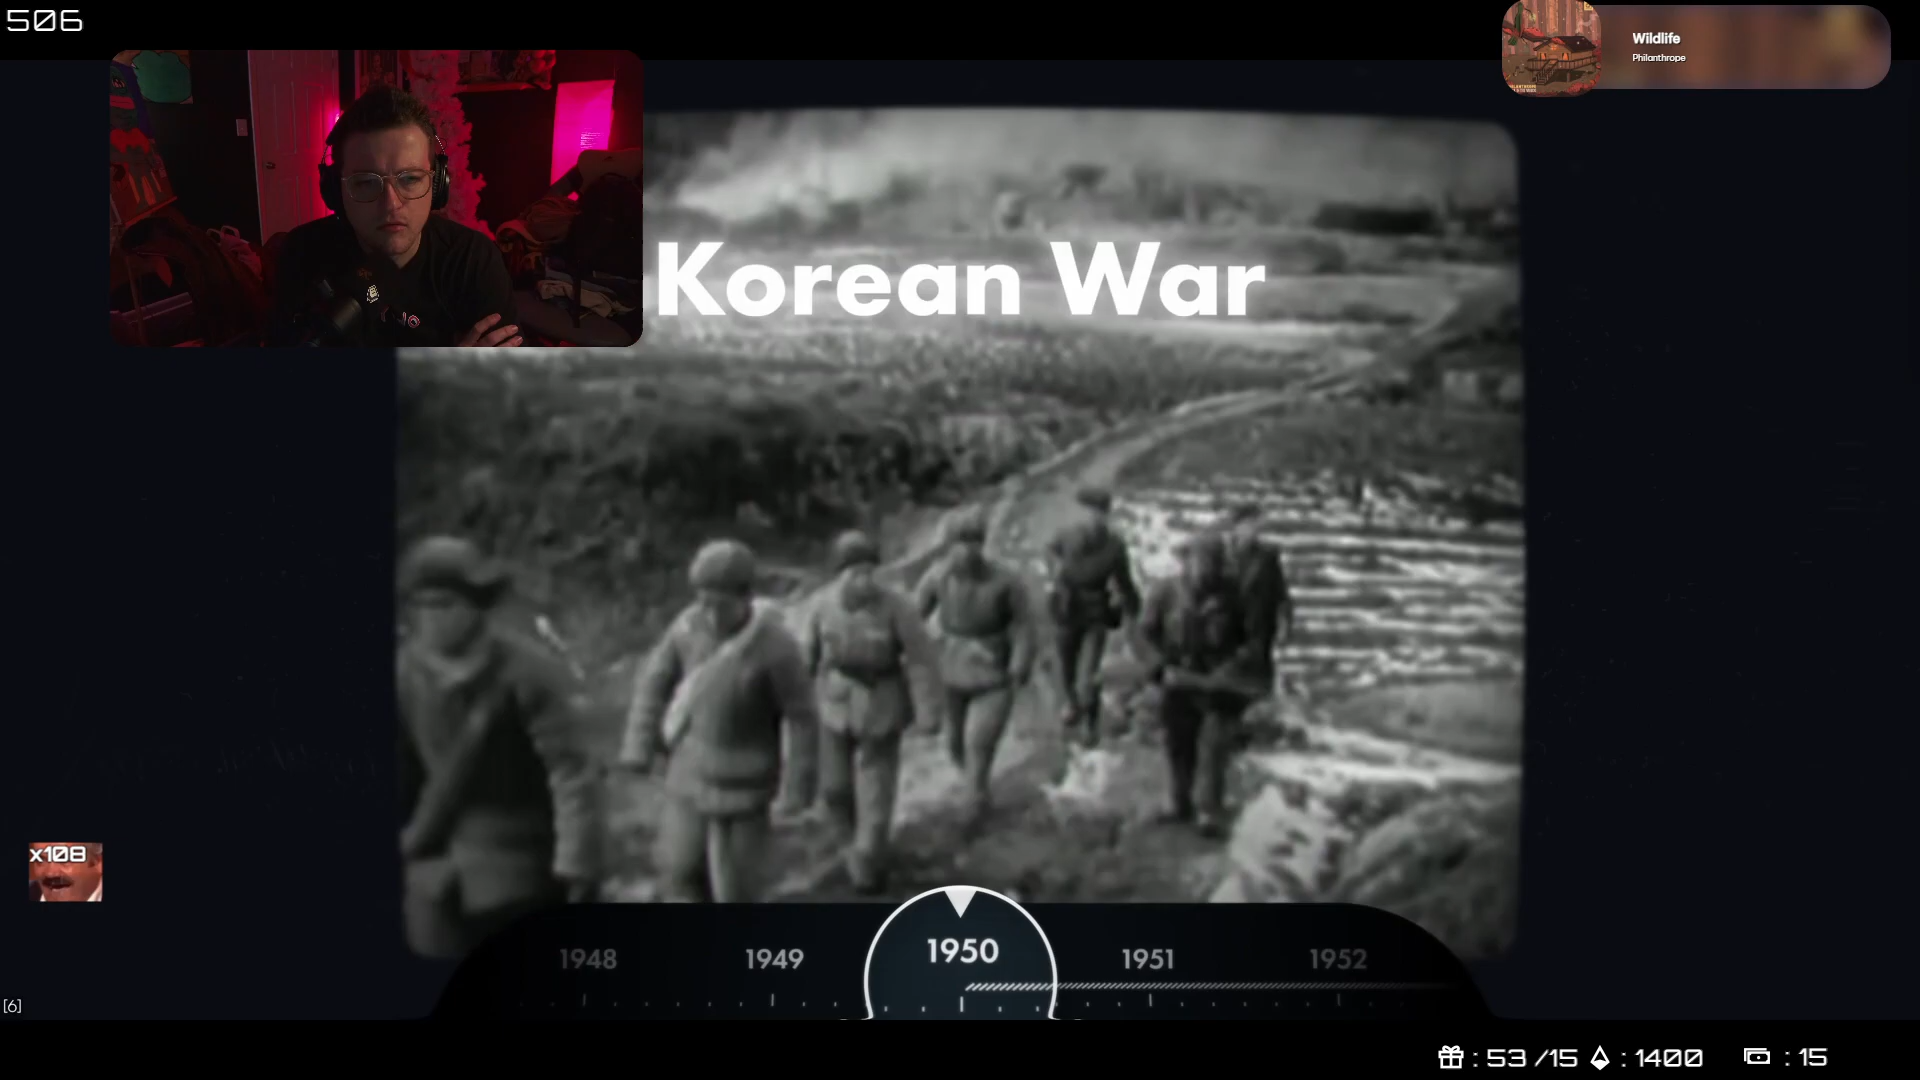 506
Wildlife
Philanthrope
Korean War
x108
1948 1949 1950 1951 1952
[6]
: 53 /15 : 1400 : 15